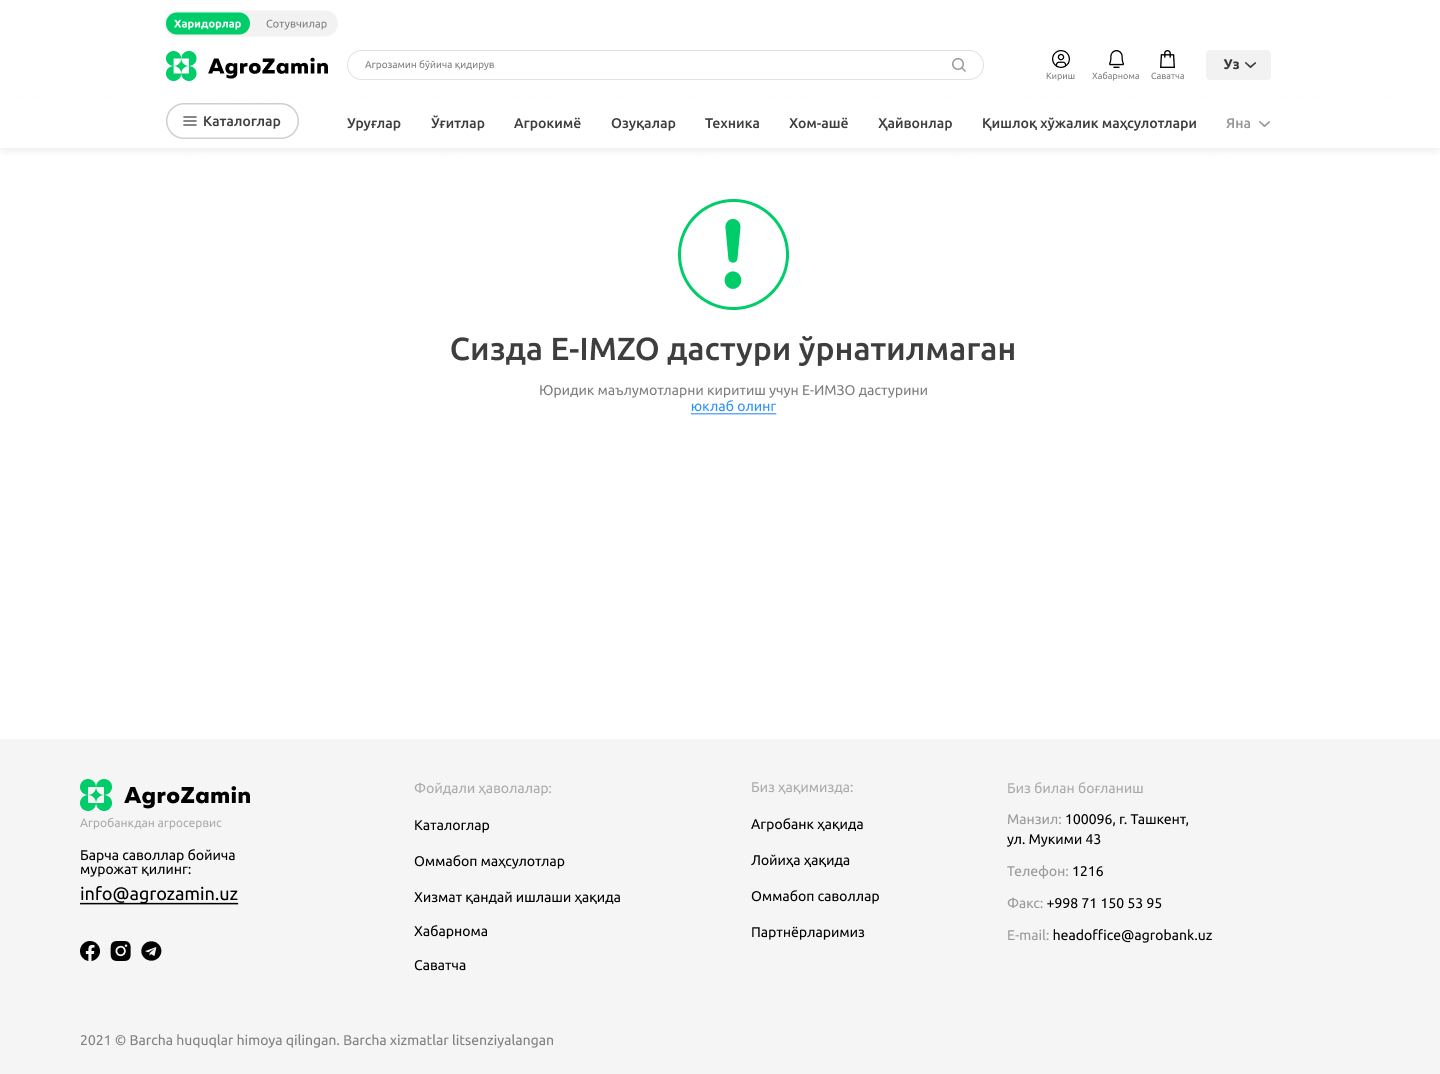 Харидорлар Сотувчилар
AgroZamin
Агрозамин бўйича қидирув
Кириш Хабарнома Саватча
Уз
Каталоглар
Уруғлар Ўғитлар Агрокимё Озуқалар Техника Хом-ашё Ҳайвонлар Қишлоқ хўжалик маҳсулотлари Яна
Сизда E-IMZO дастури ўрнатилмаган
Юридик маълумотларни киритиш учун Е-ИМЗО дастурини
юклаб олинг
AgroZamin
Агробанкдан агросервис
Барча саволлар бойича
мурожат қилинг:
info@agrozamin.uz
Фойдали ҳаволалар:
Каталоглар
Оммабоп маҳсулотлар
Хизмат қандай ишлаши ҳақида
Хабарнома
Саватча
Биз ҳақимизда:
Агробанк ҳақида
Лойиҳа ҳақида
Оммабоп саволлар
Партнёрларимиз
Биз билан боғланиш
Манзил: 100096, г. Ташкент,
ул. Мукими 43
Телефон: 1216
Факс: +998 71 150 53 95
E-mail: headoffice@agrobank.uz
2021 © Barcha huquqlar himoya qilingan. Barcha xizmatlar litsenziyalangan